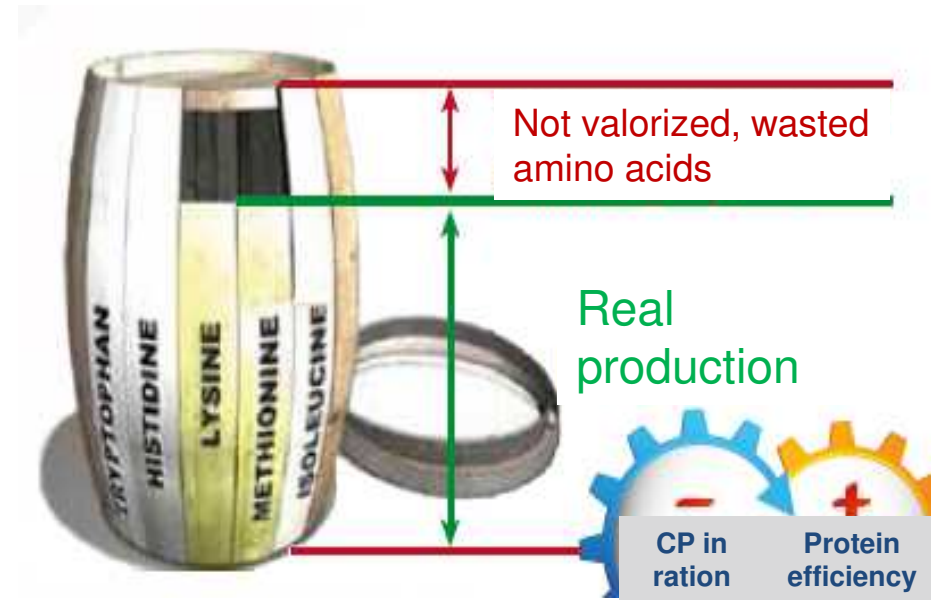 Not valorized, wasted
amino acids
Real
production
TRYPTOPHAN
HISTIDINE
LYSINE
METHIONINE
ISOLEUCINE
-
+
CP in
ration
Protein
efficiency